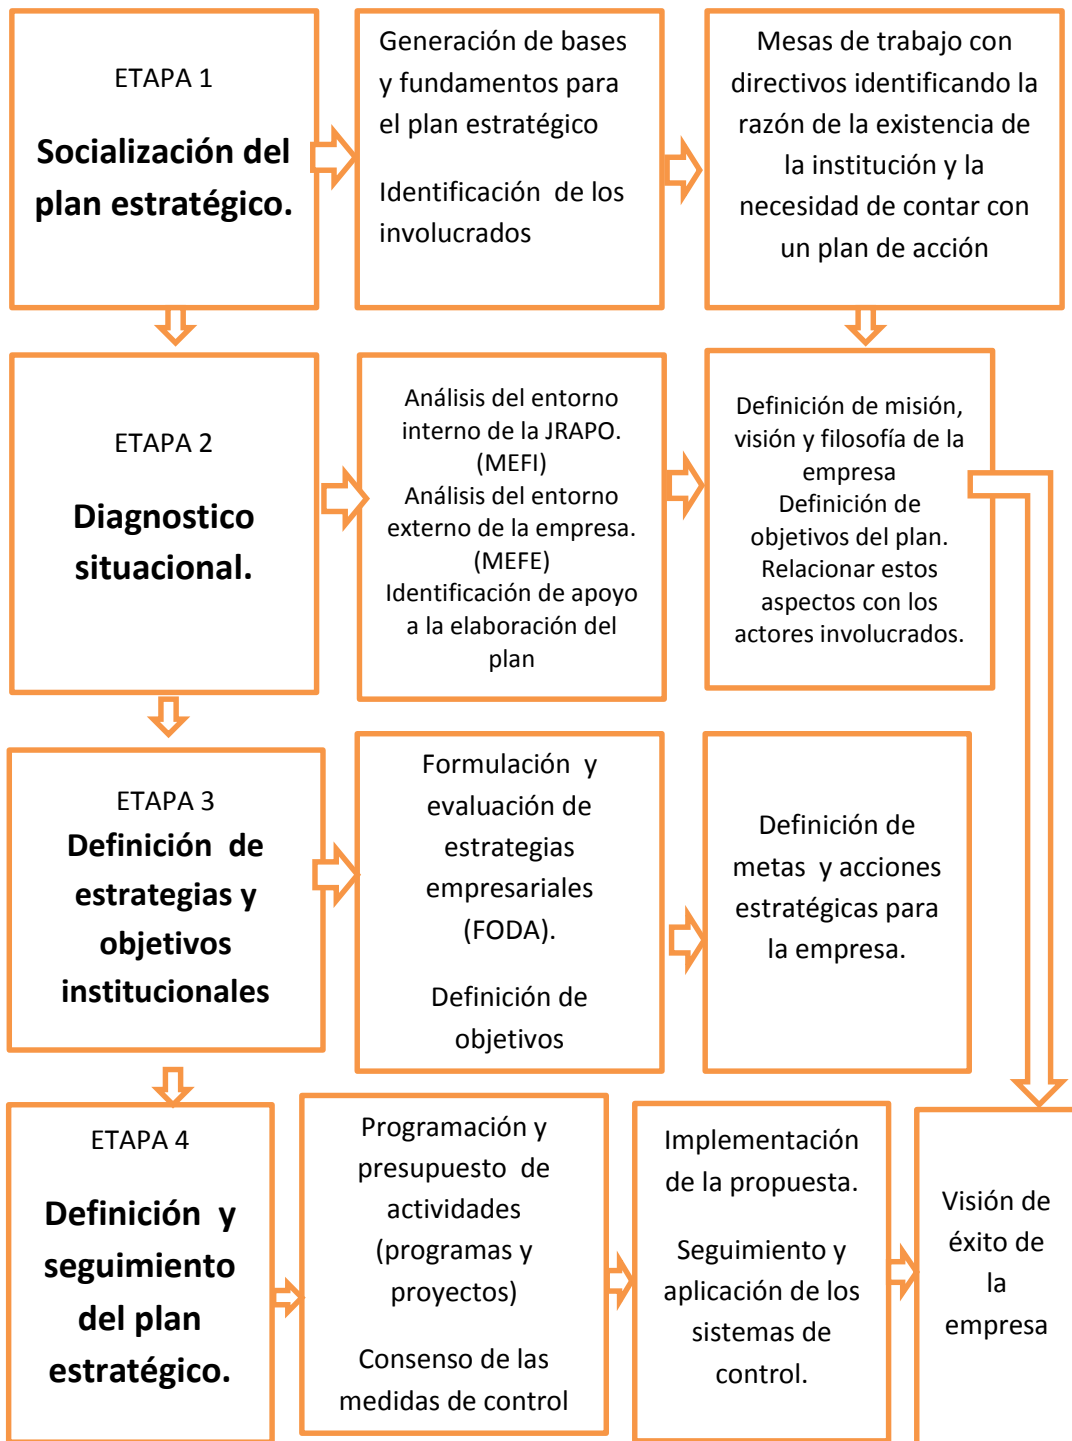 ETAPA 1
Socialización del
plan estratégico.
Generación de bases
y fundamentos para
el plan estratégico
Identificación de los
involucrados
Mesas de trabajo con
directivos identificando la
razón de la existencia de
la institución y la
necesidad de contar con
un plan de acción
ETAPA 2
Diagnostico
situacional.
Análisis del entorno
interno de la JRAPO.
(MEFI)
Análisis del entorno
externo de la empresa.
(MEFE)
Identificación de apoyo
a la elaboración del
plan
Definición de misión,
visión y filosofía de la
empresa
Definición de
objetivos del plan.
Relacionar estos
aspectos con los
actores involucrados.
ETAPA 3
Definición de
estrategias y
objetivos
institucionales
Formulación y
evaluación de
estrategias
empresariales
(FODA).
Definición de
objetivos
Definición de
metas y acciones
estratégicas para
la empresa.
ETAPA 4
Definición y
seguimiento
del plan
estratégico.
Programación y
presupuesto de
actividades
(programas y
proyectos)
Consenso de las
medidas de control
Implementación
de la propuesta.
Seguimiento y
aplicación de los
sistemas de
control.
Visión de
éxito de
la
empresa